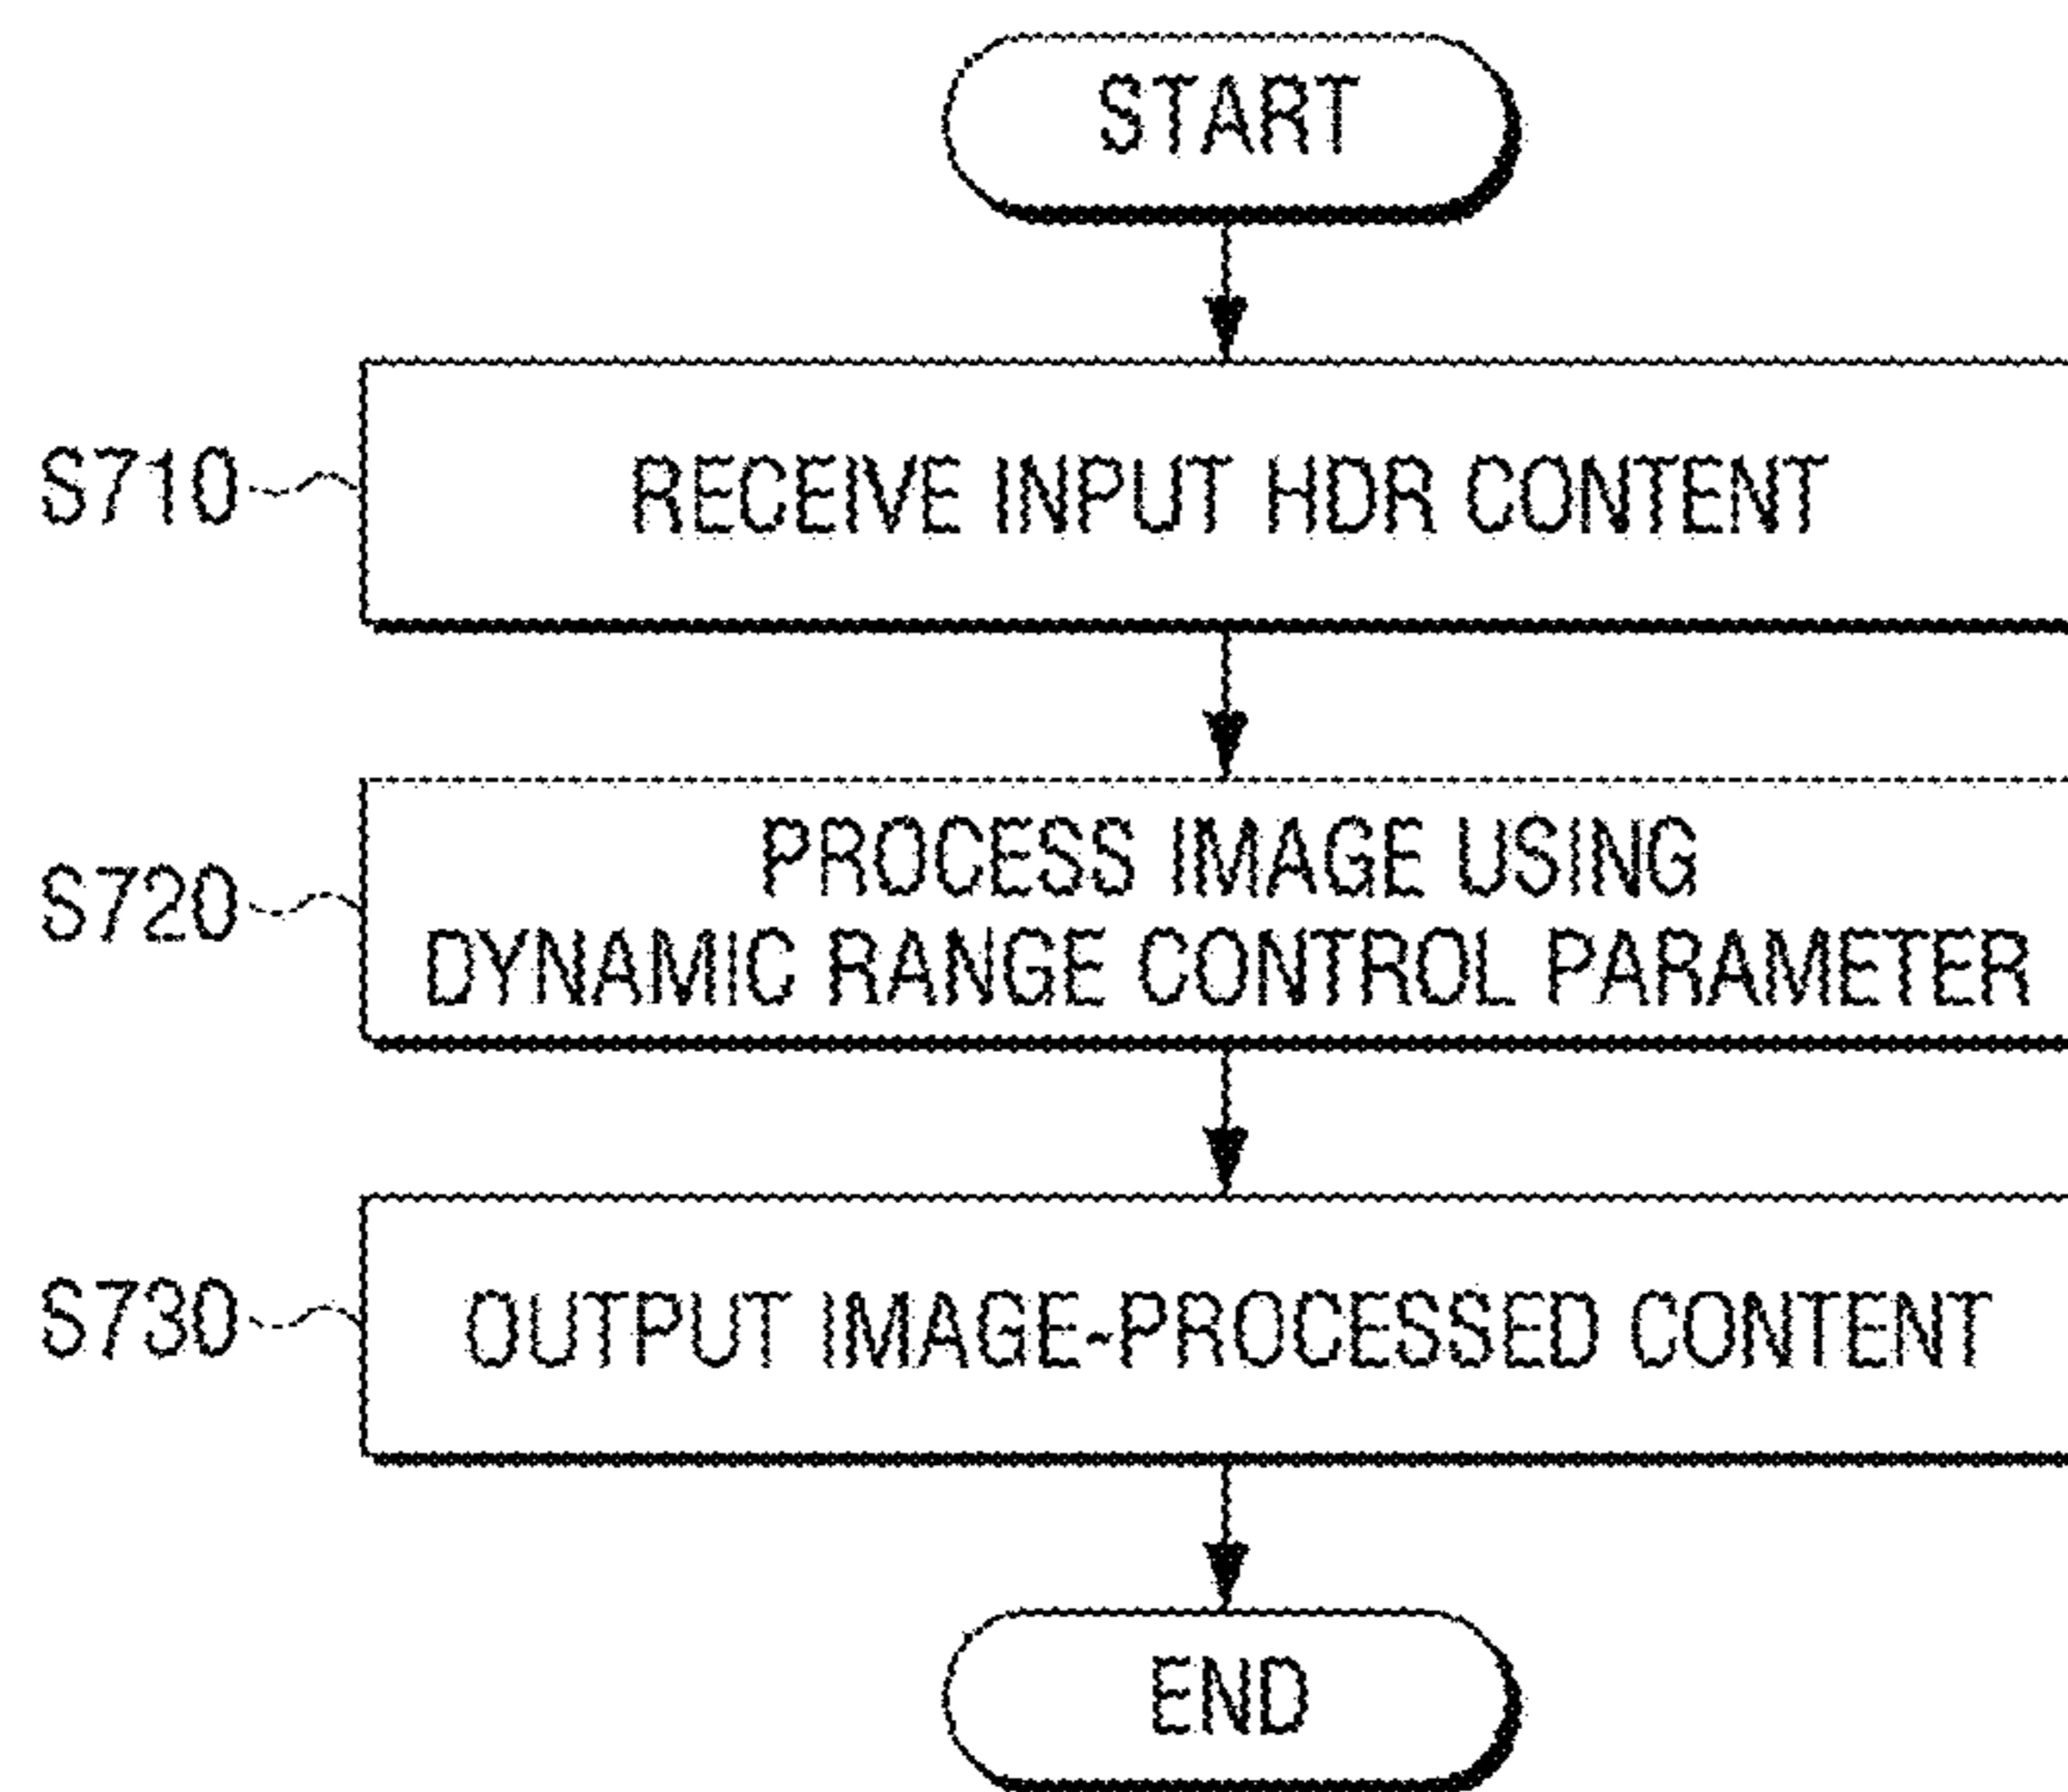 START
S710
RECEIVE INPUT HDR CONTENT
S720
PROCESS IMAGE USING
DYNAMIC RANGE CONTROL PARAMETER
S730
OUTPUT IMAGE-PROCESSED CONTENT
END